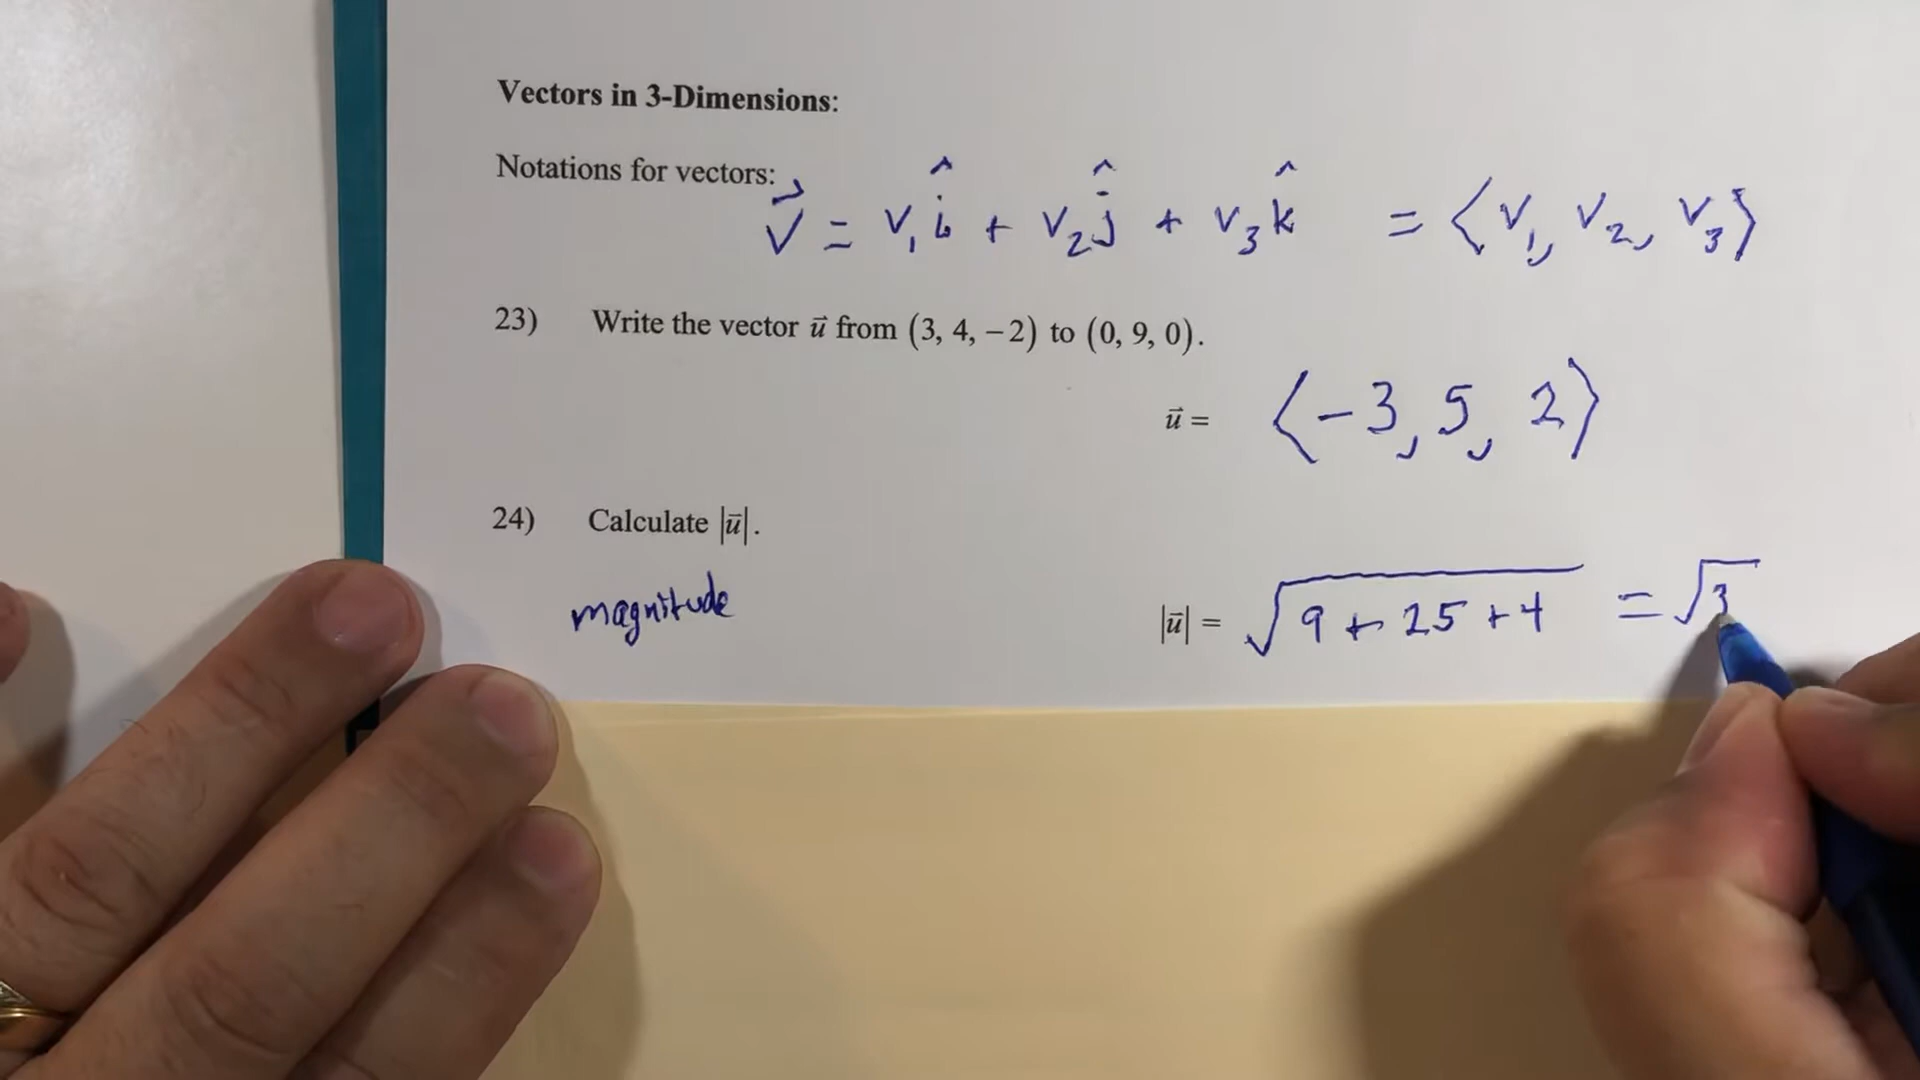 Vectors in 3-Dimensions:
Notations for vectors: v⃗ = v₁î + v₂ĵ + v₃k̂ = ⟨v₁, v₂, v₃⟩
23) Write the vector u⃗ from (3, 4, −2) to (0, 9, 0).
u⃗ = ⟨−3, 5, 2⟩
24) Calculate |u⃗|.
magnitude |u⃗| = √(9 + 25 + 4) = √3